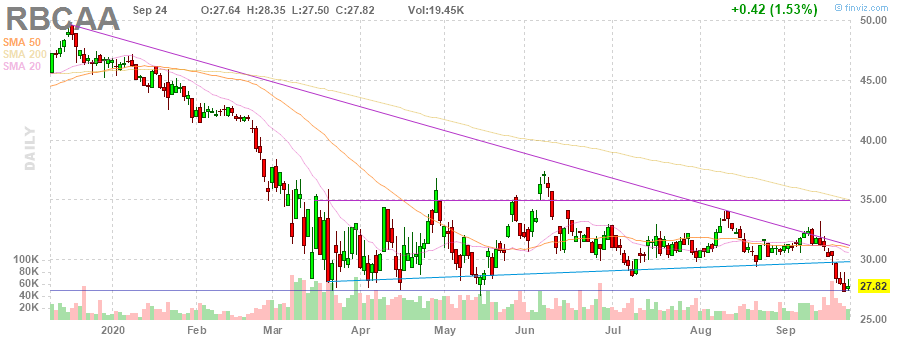 RBCAA
Sep 24 O:27.64 H:28.35 L:27.50 C:27.82 Vol:19.45K +0.42 (1.53%)
© finviz.com
SMA 50
SMA 200
SMA 20
DAILY
50.00
45.00
40.00
35.00
30.00
27.82
25.00
100K
80K
60K
40K
20K
2020 Feb Mar Apr May Jun Jul Aug Sep